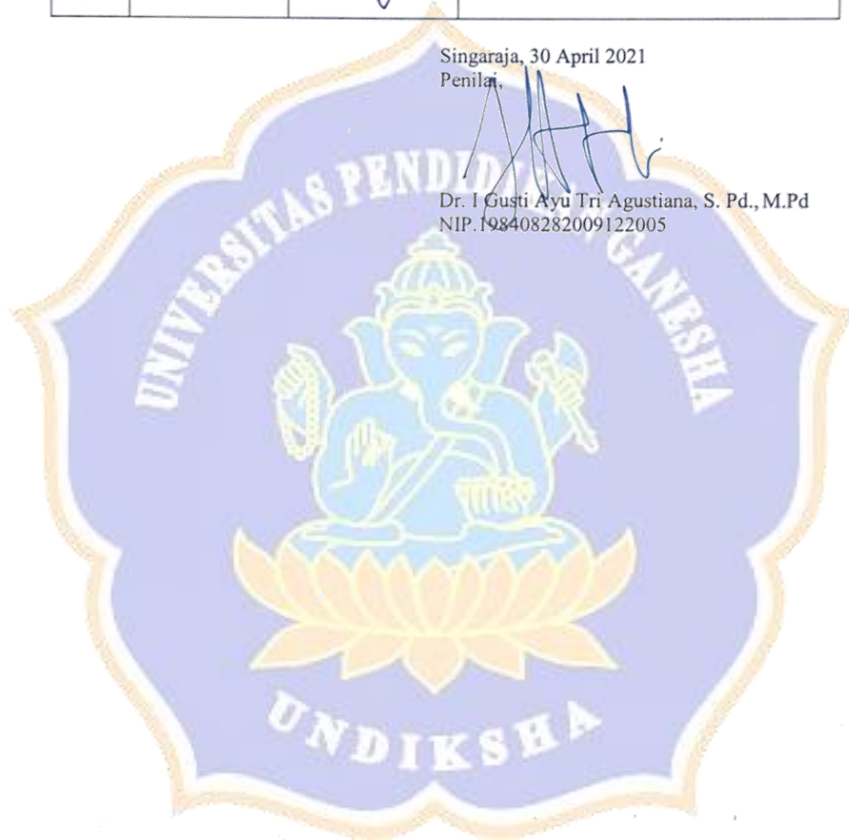 Singaraja, 30 April 2021
Penilai,
Dr. I Gusti Ayu Tri Agustiana, S. Pd., M.Pd
NIP.198408282009122005
UNIVERSITAS PENDIDIKAN GANESHA
UNDIKSHA